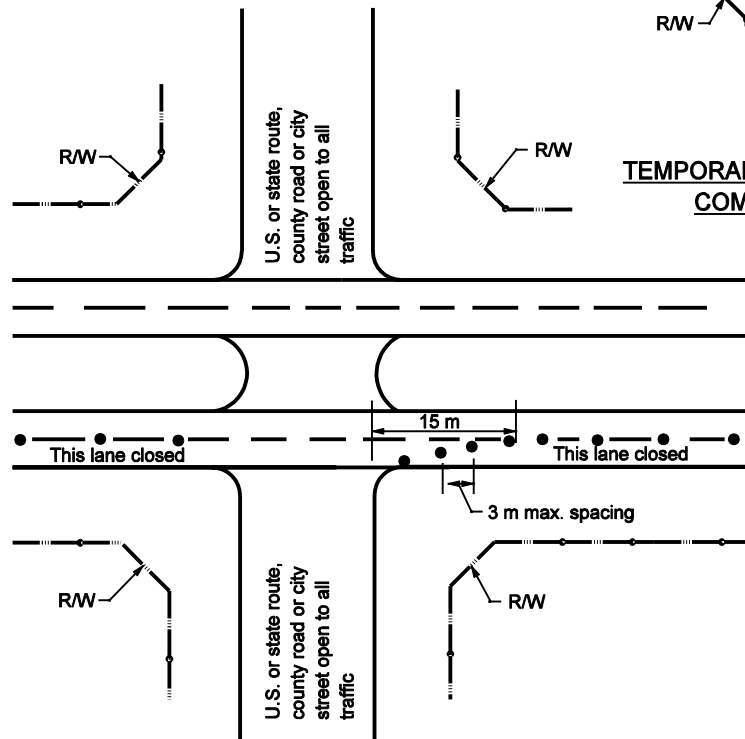 R/W
U.S. or state route,
county road or city
street open to all
traffic
R/W
R/W
TEMPORA
COM
15 m
This lane closed
This lane closed
3 m max. spacing
U.S. or state route,
county road or city
street open to all
traffic
R/W
R/W